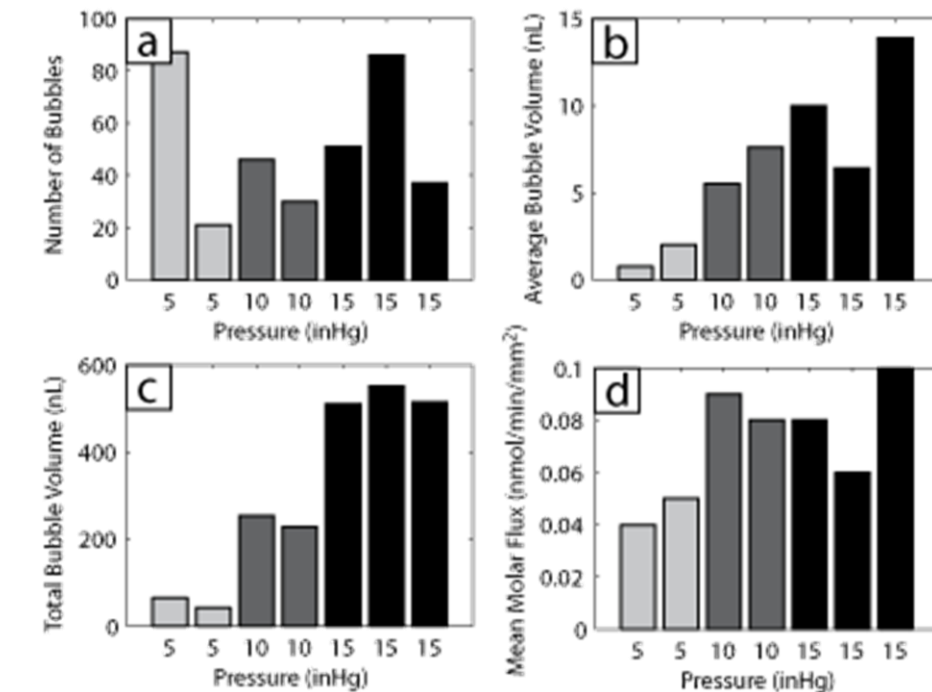 a
Number of Bubbles
100
80
60
40
20
0
5 5 10 10 15 15 15
Pressure (inHg)
b
Average Bubble Volume (nL)
15
10
5
0
5 5 10 10 15 15 15
Pressure (inHg)
c
Total Bubble Volume (nL)
600
400
200
0
5 5 10 10 15 15 15
Pressure (inHg)
d
Mean Molar Flux (nmol/min/mm²)
0.1
0.08
0.06
0.04
0.02
0
5 5 10 10 15 15 15
Pressure (inHg)